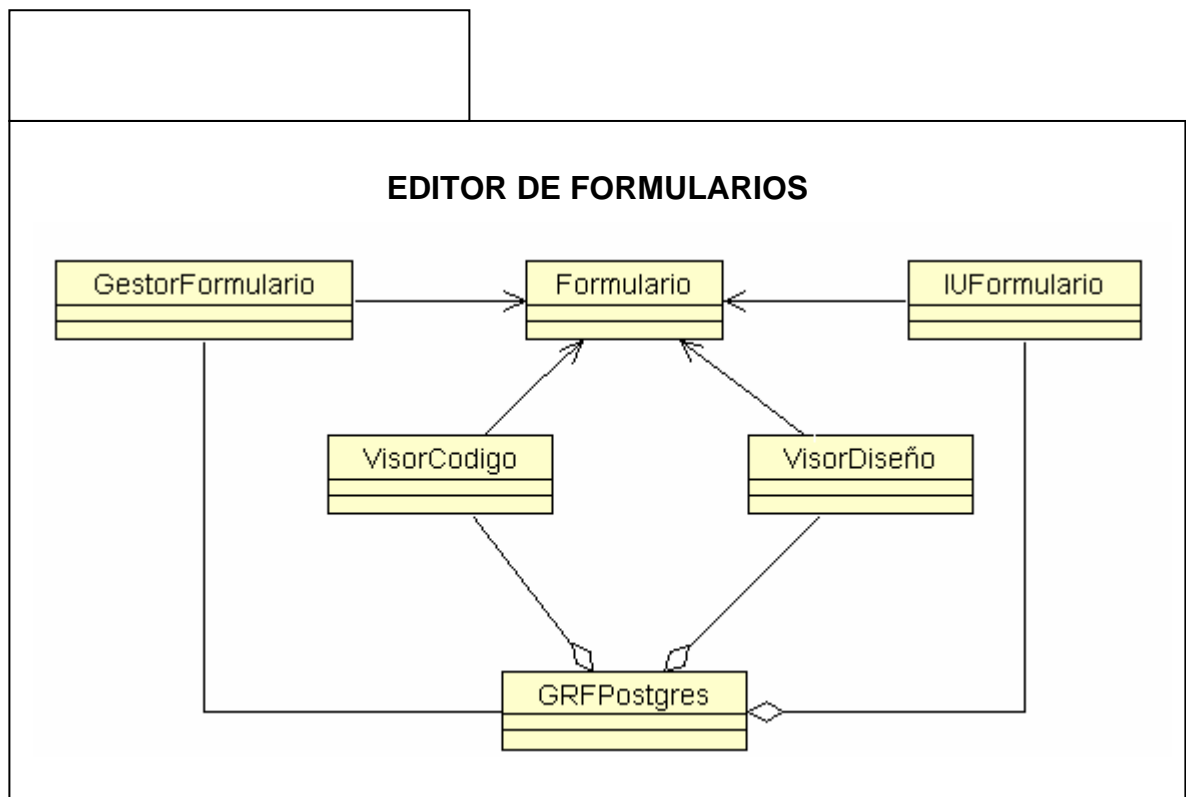 EDITOR DE FORMULARIOS
GestorFormulario
Formulario
IUFormulario
VisorCodigo
VisorDiseño
GRFPostgres